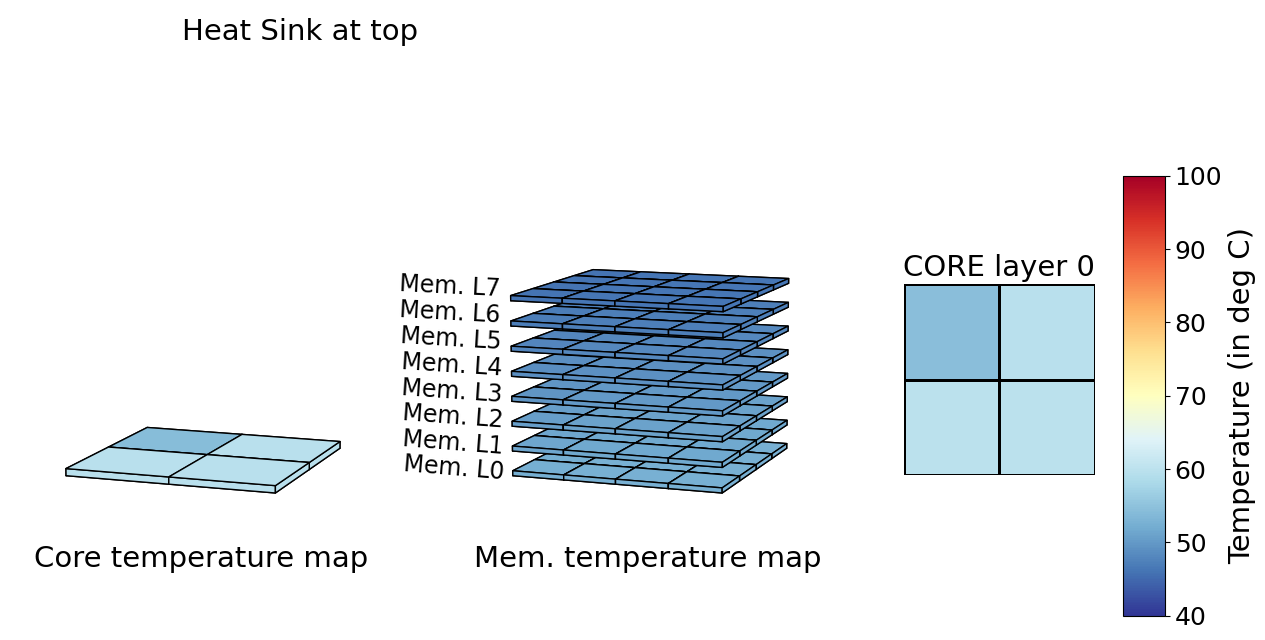 Heat Sink at top
Mem. L7
Mem. L6
Mem. L5
Mem. L4
Mem. L3
Mem. L2
Mem. L1
Mem. L0
Core temperature map
Mem. temperature map
CORE layer 0
100
90
80
70
60
50
40
Temperature (in deg C)